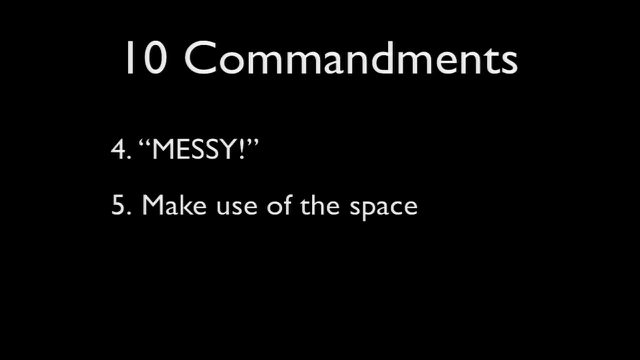 10 Commandments
4. “MESSY!”
5. Make use of the space